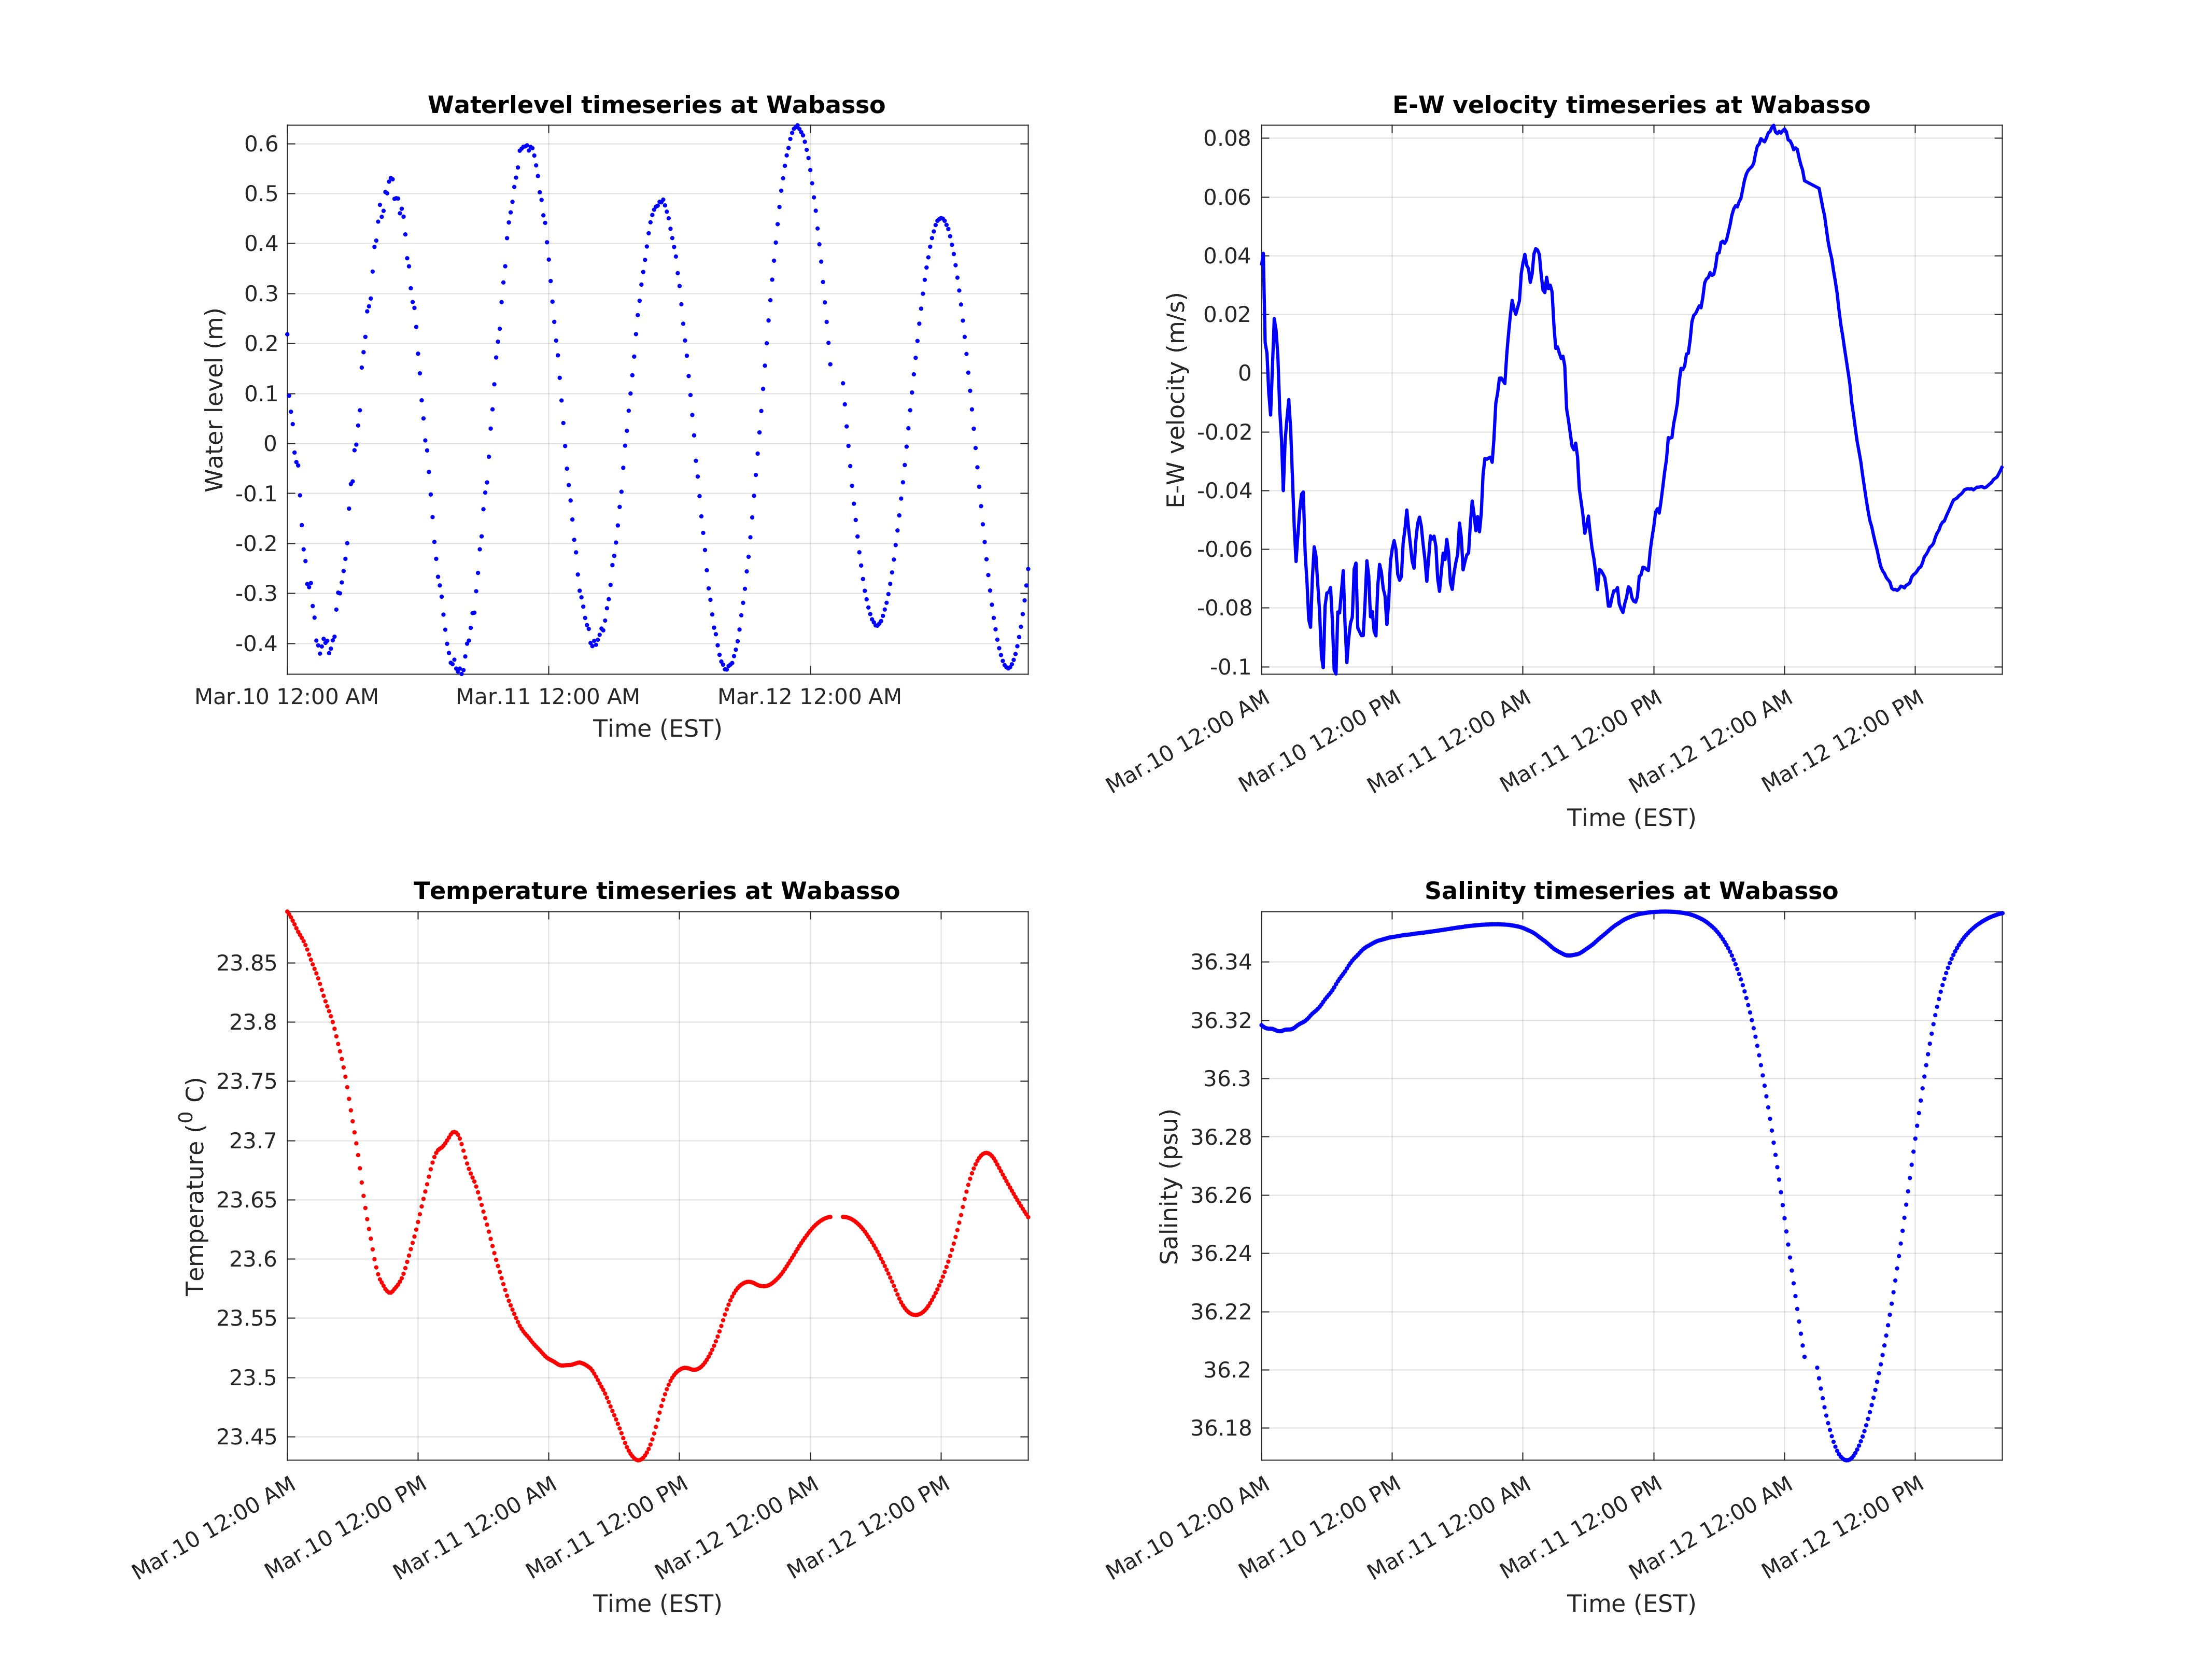 Waterlevel timeseries at Wabasso
0.6
0.5
0.4
0.3
0.2
0.1
0
-0.1
-0.2
-0.3
-0.4
Water level (m)
Mar.10 12:00 AM Mar.11 12:00 AM Mar.12 12:00 AM
Time (EST)
E-W velocity timeseries at Wabasso
0.08
0.06
0.04
0.02
0
-0.02
-0.04
-0.06
-0.08
-0.1
E-W velocity (m/s)
Mar.10 12:00 AM
Mar.10 12:00 PM
Mar.11 12:00 AM
Mar.11 12:00 PM
Mar.12 12:00 AM
Mar.12 12:00 PM
Time (EST)
Temperature timeseries at Wabasso
23.85
23.8
23.75
23.7
23.65
23.6
23.55
23.5
23.45
Temperature (⁰ C)
Mar.10 12:00 AM
Mar.10 12:00 PM
Mar.11 12:00 AM
Mar.11 12:00 PM
Mar.12 12:00 AM
Mar.12 12:00 PM
Time (EST)
Salinity timeseries at Wabasso
36.34
36.32
36.3
36.28
36.26
36.24
36.22
36.2
36.18
Salinity (psu)
Mar.10 12:00 AM
Mar.10 12:00 PM
Mar.11 12:00 AM
Mar.11 12:00 PM
Mar.12 12:00 AM
Mar.12 12:00 PM
Time (EST)